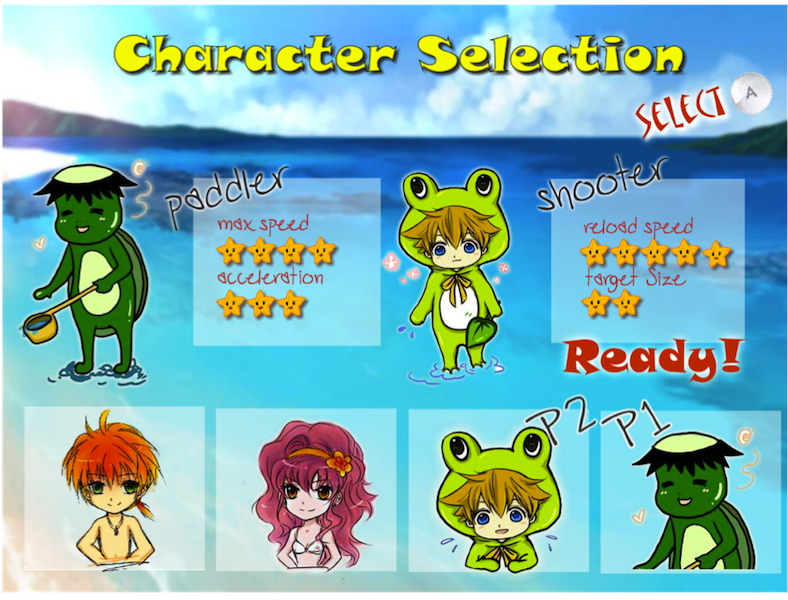 Character Selection
SELECT A
paddler
max speed
acceleration
shooter
reload speed
target Size
Ready!
P2
P1